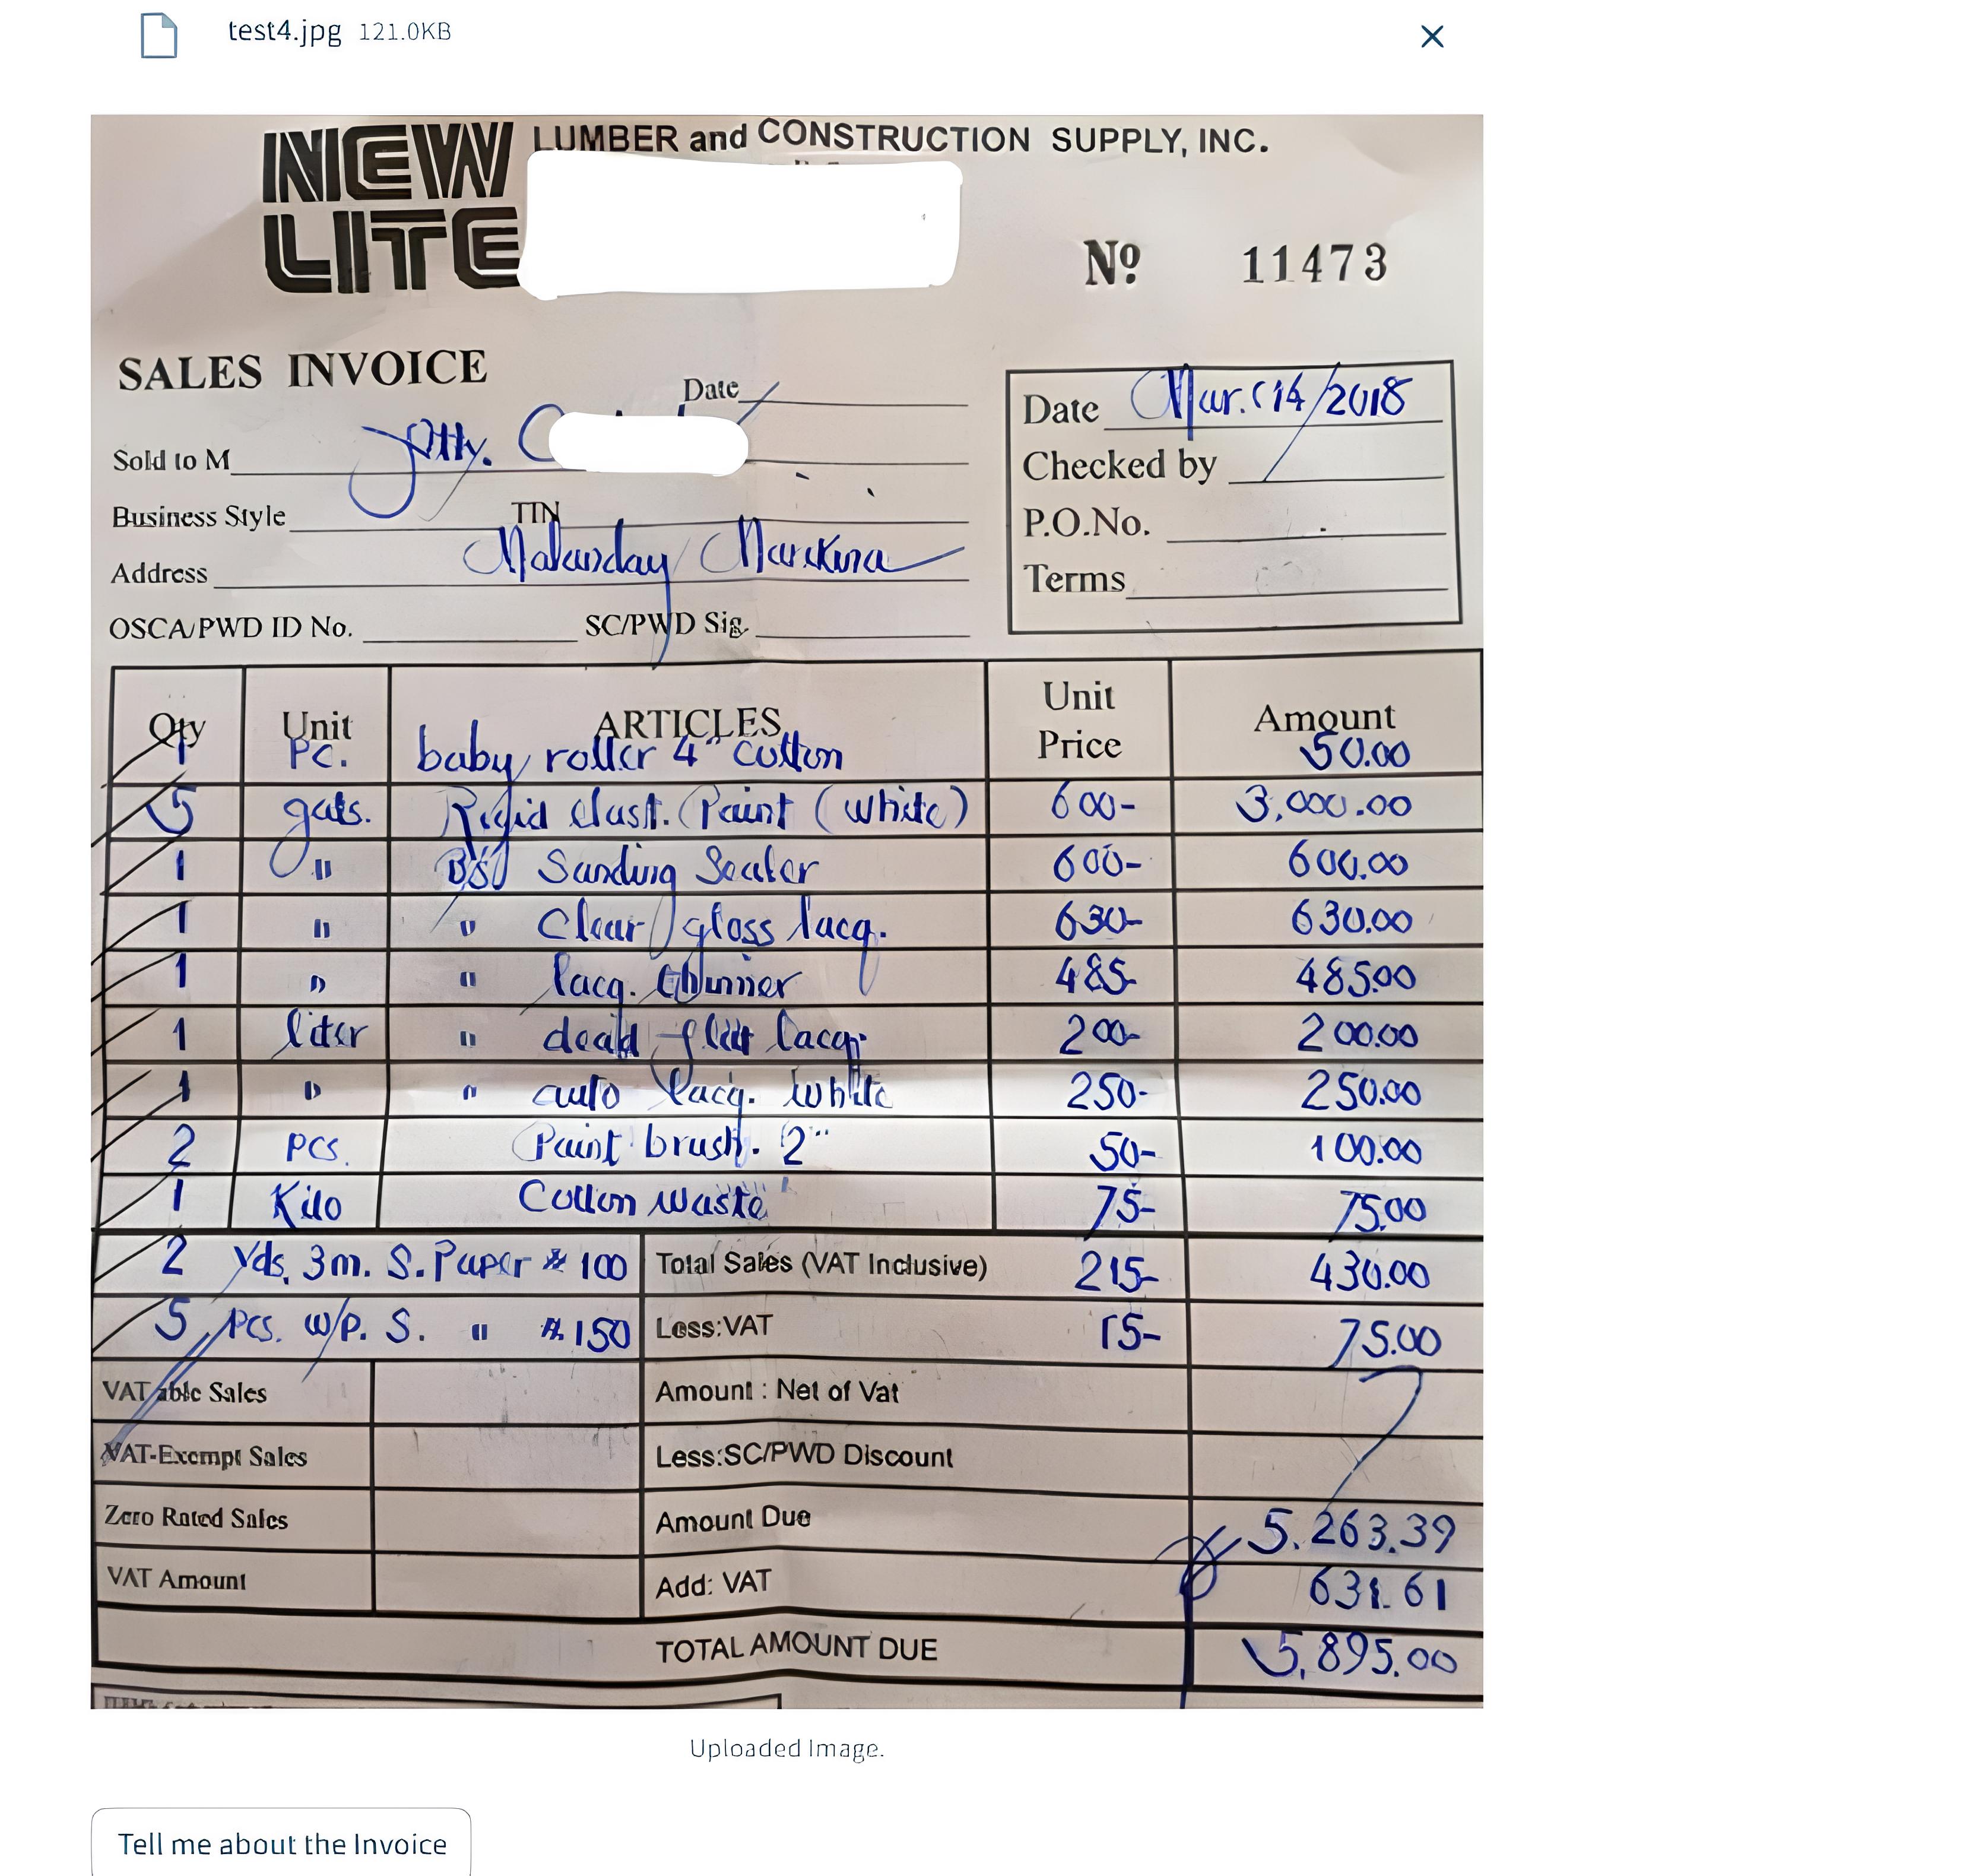 test4.jpg 121.0KB
NEW LITE LUMBER and CONSTRUCTION SUPPLY, INC.
Nº 11473
SALES INVOICE
Date
Date Mar. 14/2018
Sold to M Atty. C
Checked by
Business Style TIN
P.O.No.
Address Malanday Marikina
Terms
OSCA/PWD ID No. SC/PWD Sig.
Qty Unit ARTICLES Unit Price Amount
1 Pc. baby roller 4" cotton 50.00
5 gals. Rigid Paint (White) 600- 3,000.00
1 " Sanding Sealer 600- 600.00
1 " " Clear gloss lacq. 630- 630.00
1 " " lacq. thinner 485- 485.00
1 liter " dead flat lacq. 200- 200.00
1 " " auto lacq. White 250- 250.00
2 pcs. Paint brush. 2" 50- 100.00
1 Kilo Cotton waste 75- 75.00
2 Yds. 3m. S. Paper # 100 Total Sales (VAT Inclusive) 215- 430.00
5 pcs. w/p. S. " #. 150 Less:VAT 15- 75.00
VATable Sales Amount : Net of Vat
VAT-Exempt Sales Less:SC/PWD Discount
Zero Rated Sales Amount Due 5,263.39
VAT Amount Add: VAT 631.61
TOTAL AMOUNT DUE 5,895.00
Uploaded Image.
Tell me about the Invoice